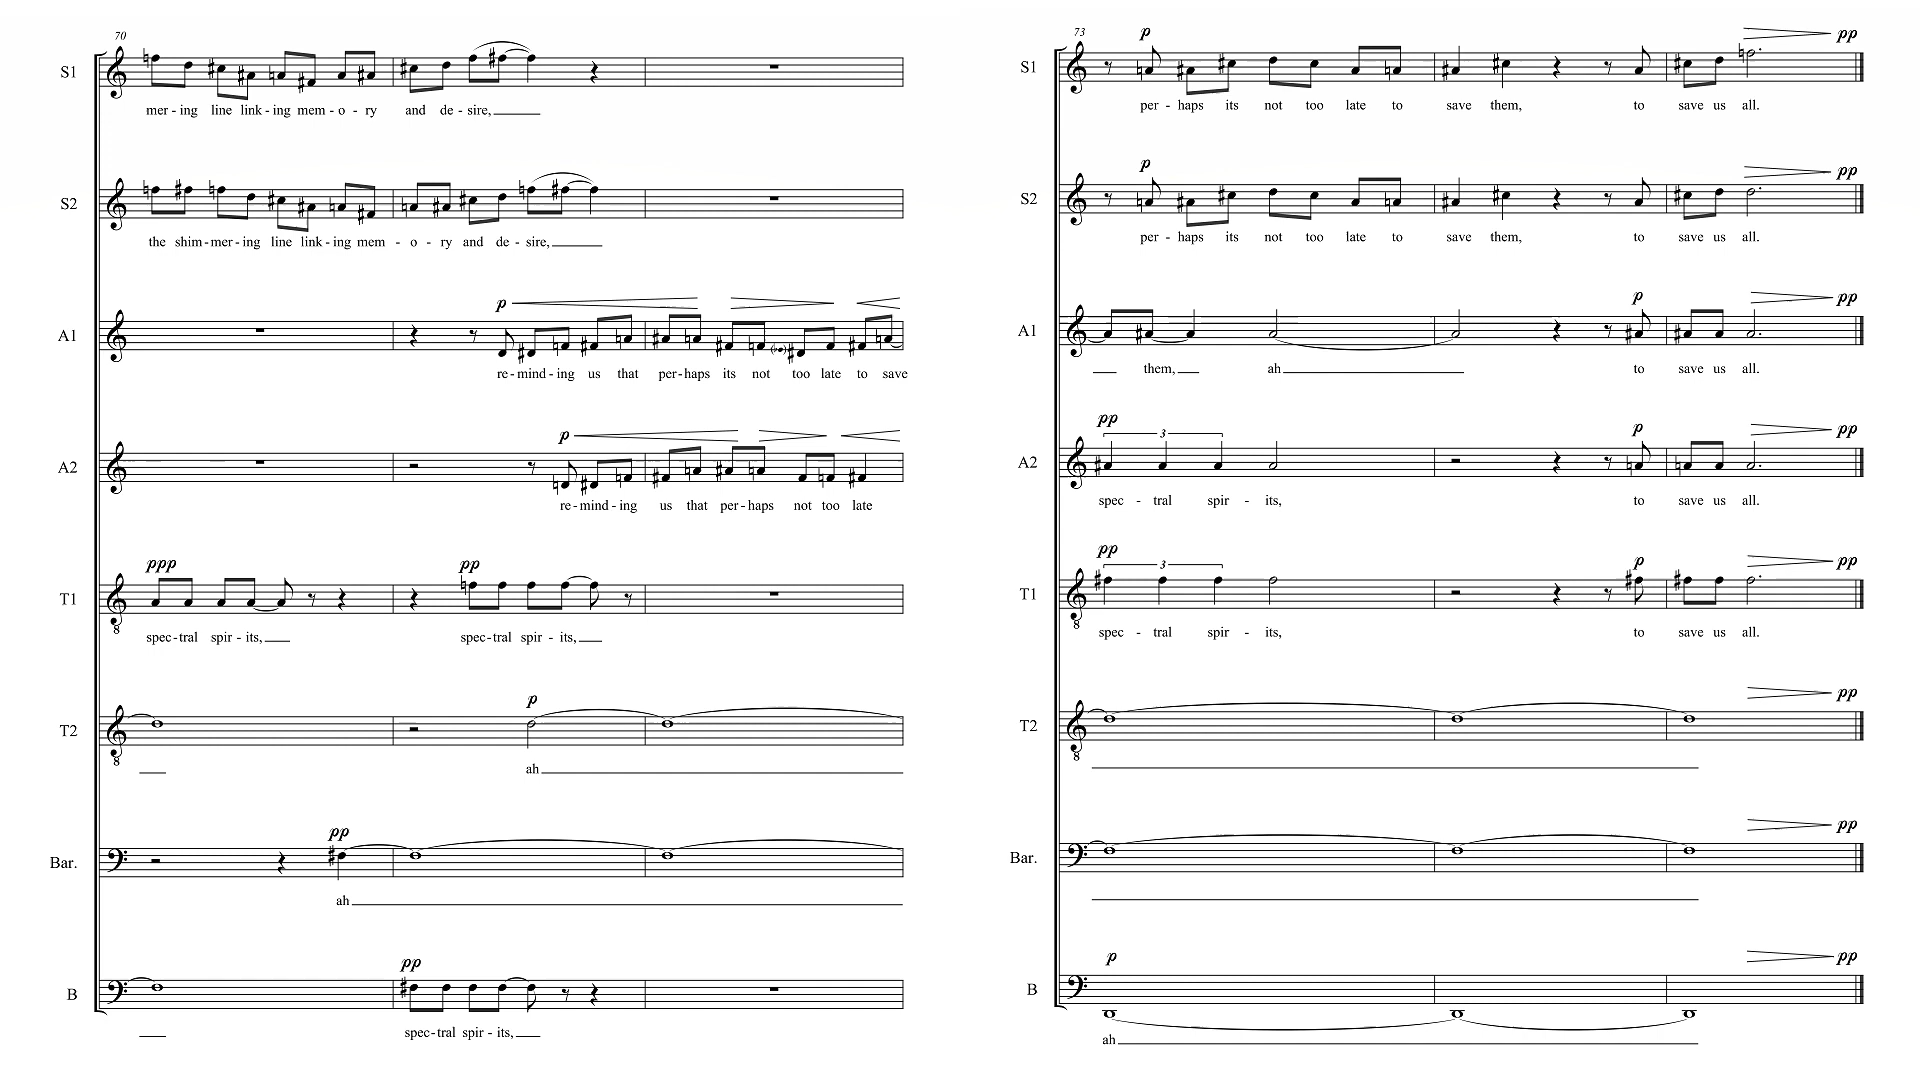 70
S1
mer - ing line link - ing mem - o - ry and de - sire,
S2
the shim - mer - ing line link - ing mem - o - ry and de - sire,
p
A1
re - mind - ing us that per - haps its not too late to save
p
A2
re - mind - ing us that per - haps not too late
ppp pp
T1
spec - tral spir - its, spec - tral spir - its,
p
T2
8
ah
pp
Bar.
ah
pp
B
spec - tral spir - its,
73
p pp
S1
per - haps its not too late to save them, to save us all.
p pp
S2
per - haps its not too late to save them, to save us all.
p pp
A1
them, ah to save us all.
pp p pp
3
A2
spec - tral spir - its, to save us all.
pp p pp
3
T1
8
spec - tral spir - its, to save us all.
pp
T2
8
pp
Bar.
p pp
B
ah